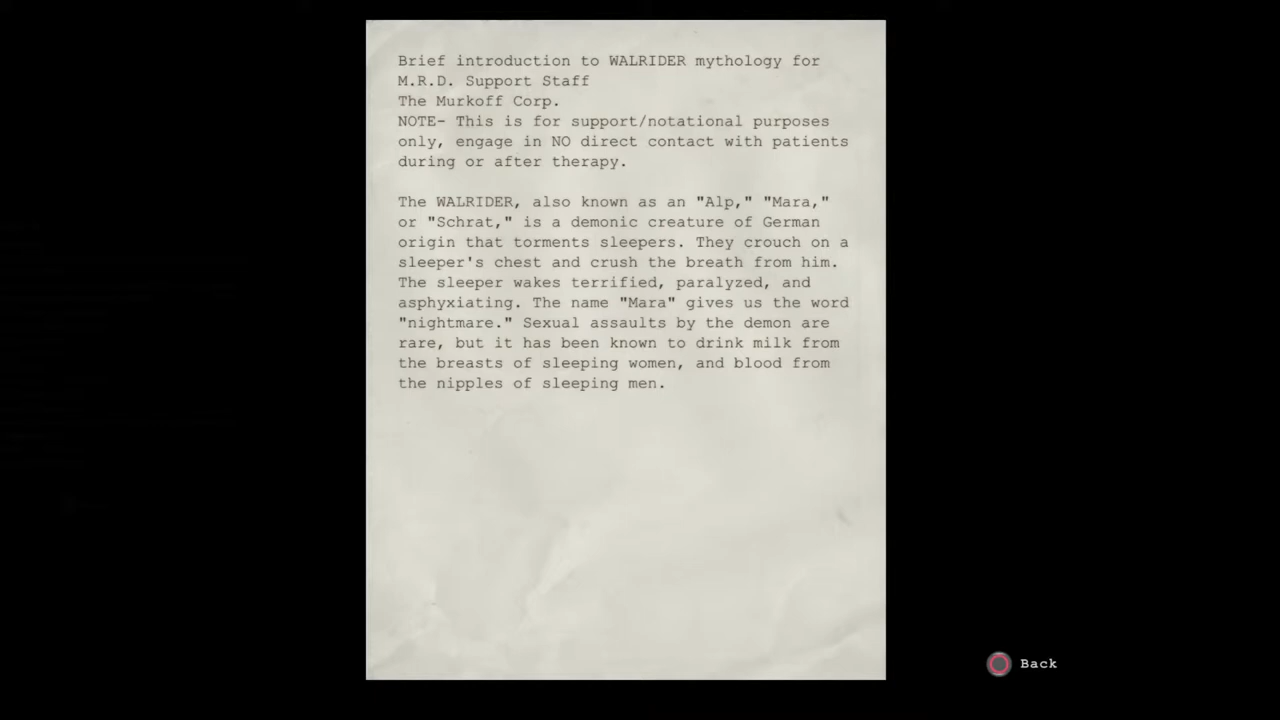 Brief introduction to WALRIDER mythology for
M.R.D. Support Staff
The Murkoff Corp.
NOTE- This is for support/notational purposes
only, engage in NO direct contact with patients
during or after therapy.
The WALRIDER, also known as an "Alp," "Mara,"
or "Schrat," is a demonic creature of German
origin that torments sleepers. They crouch on a
sleeper's chest and crush the breath from him.
The sleeper wakes terrified, paralyzed, and
asphyxiating. The name "Mara" gives us the word
"nightmare." Sexual assaults by the demon are
rare, but it has been known to drink milk from
the breasts of sleeping women, and blood from
the nipples of sleeping men.
Back